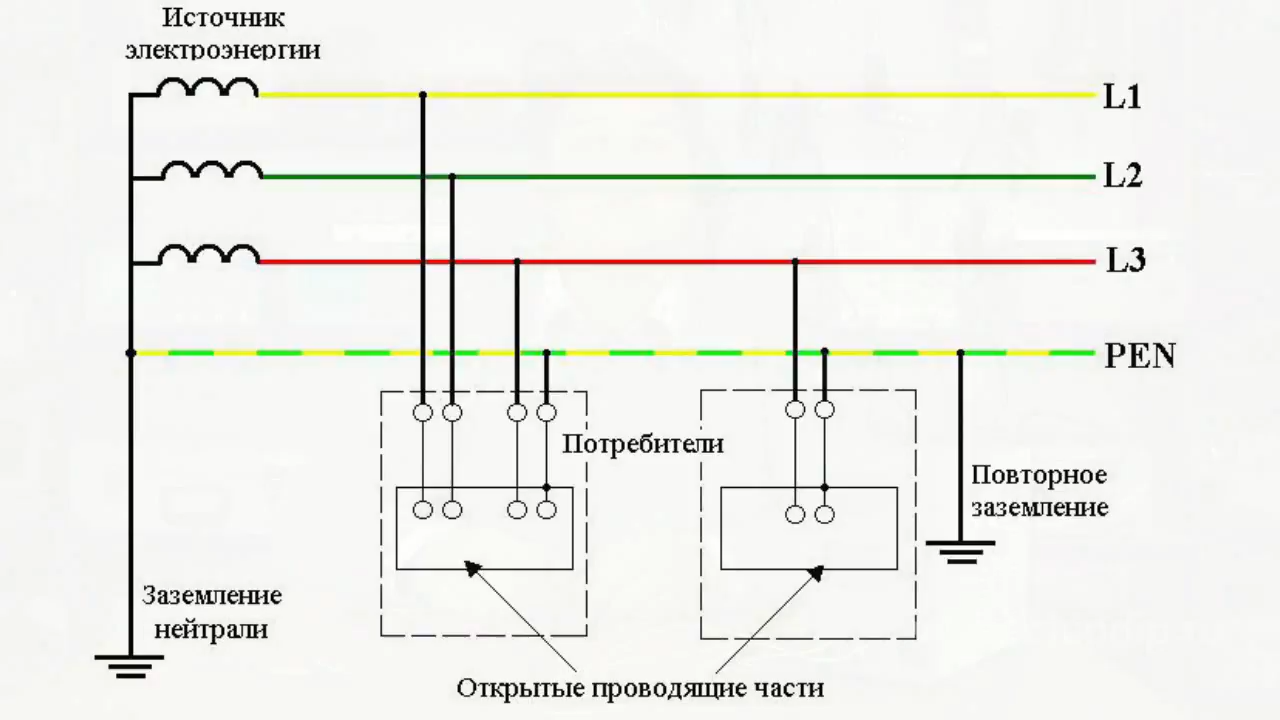 Источник
электроэнергии
L1
L2
L3
PEN
Потребители
Повторное
заземление
Заземление
нейтрали
Открытые проводящие части